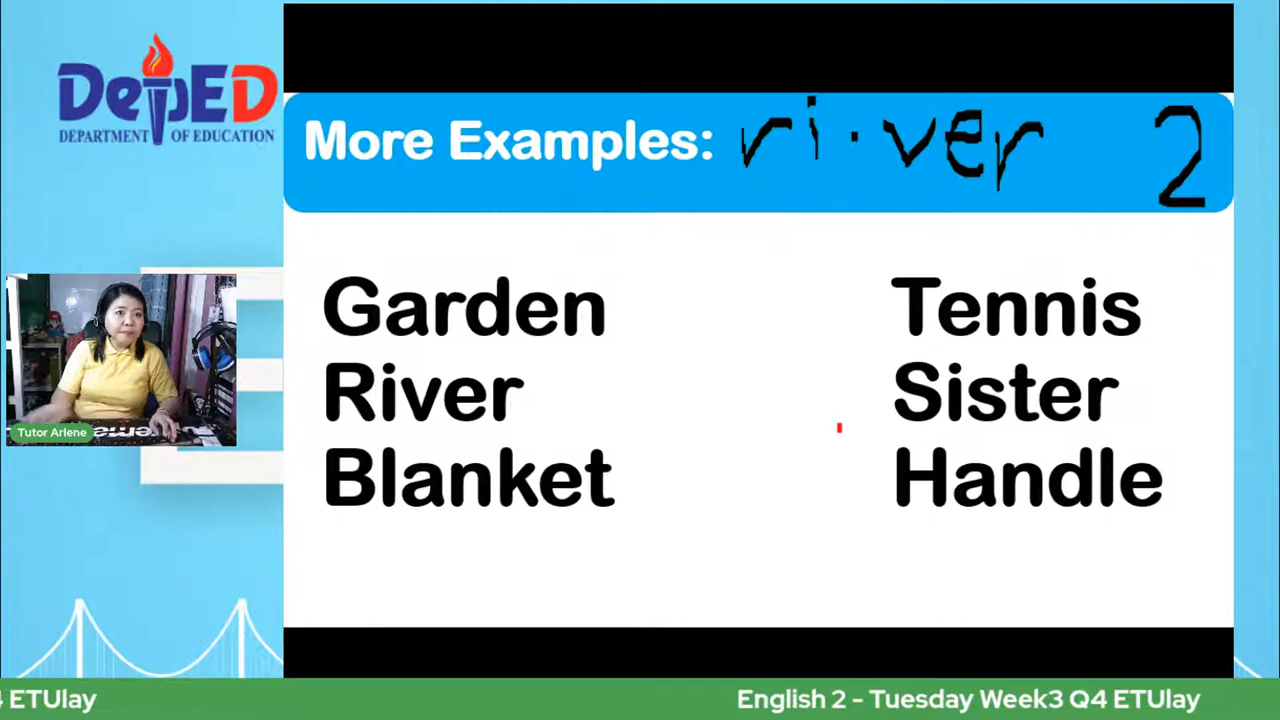 DepED
DEPARTMENT OF EDUCATION
More Examples: ri·ver 2
Garden
River
Blanket
Tennis
Sister
Handle
Tutor Arlene
4 ETUlay
English 2 - Tuesday Week3 Q4 ETUlay